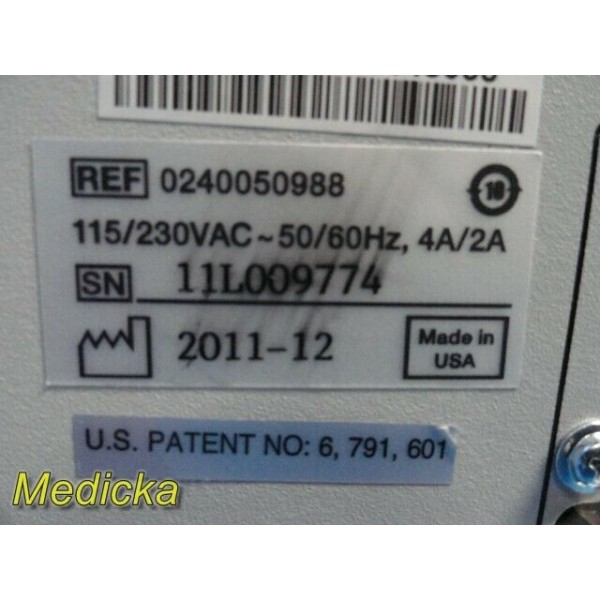 REF 0240050988
10
115/230VAC~50/60Hz, 4A/2A
SN 11L009774
2011-12
Made in
USA
U.S. PATENT NO: 6, 791, 601
Medicka